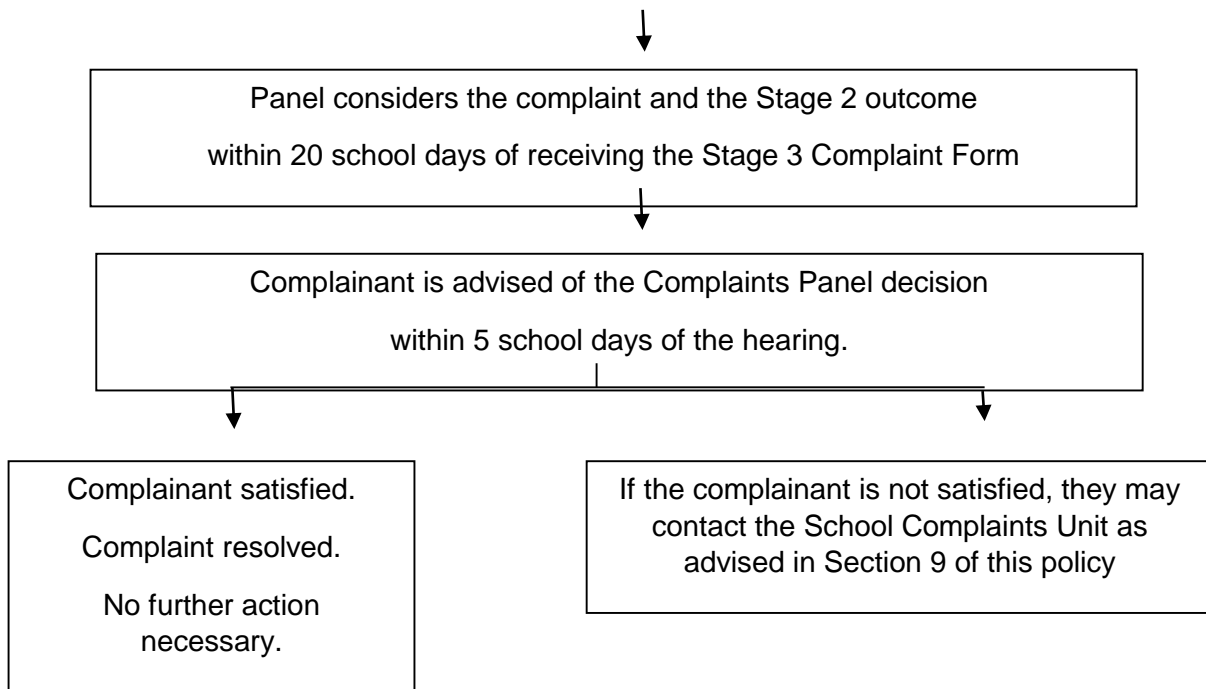 Panel considers the complaint and the Stage 2 outcome
within 20 school days of receiving the Stage 3 Complaint Form
Complainant is advised of the Complaints Panel decision
within 5 school days of the hearing.
Complainant satisfied.
Complaint resolved.
No further action
necessary.
If the complainant is not satisfied, they may
contact the School Complaints Unit as
advised in Section 9 of this policy